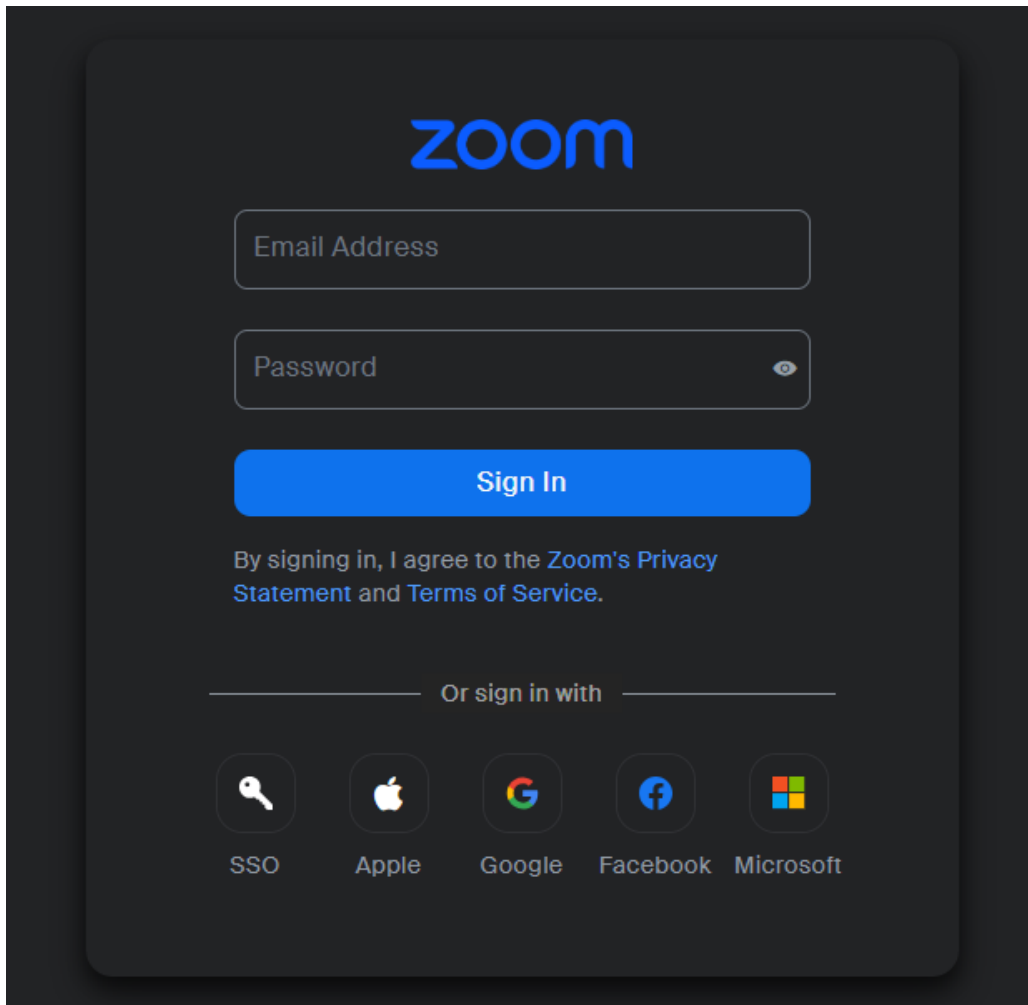 zoom
Email Address
Password
Sign In
By signing in, I agree to the Zoom's Privacy
Statement and Terms of Service.
Or sign in with
SSO Apple Google Facebook Microsoft